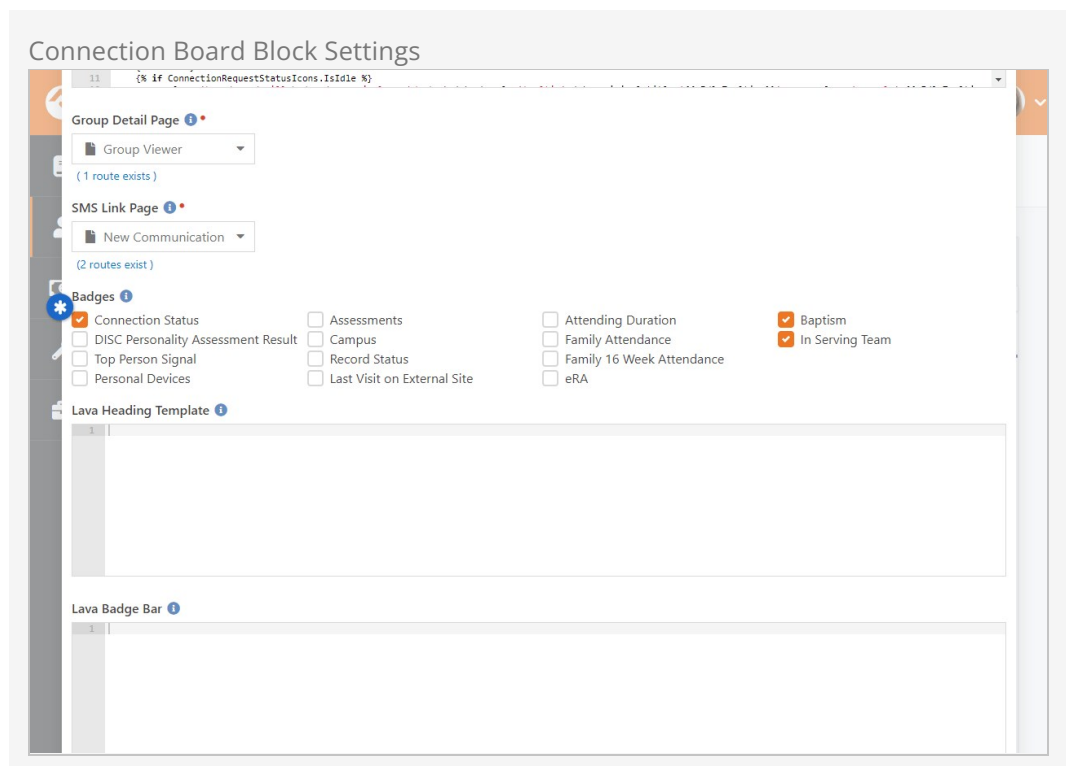 Connection Board Block Settings
11 {% if ConnectionRequestStatusIcons.IsIdle %}
Group Detail Page
Group Viewer
( 1 route exists )
SMS Link Page
New Communication
(2 routes exist )
Badges
Connection Status Assessments Attending Duration Baptism
DISC Personality Assessment Result Campus Family Attendance In Serving Team
Top Person Signal Record Status Family 16 Week Attendance
Personal Devices Last Visit on External Site eRA
Lava Heading Template
1
Lava Badge Bar
1